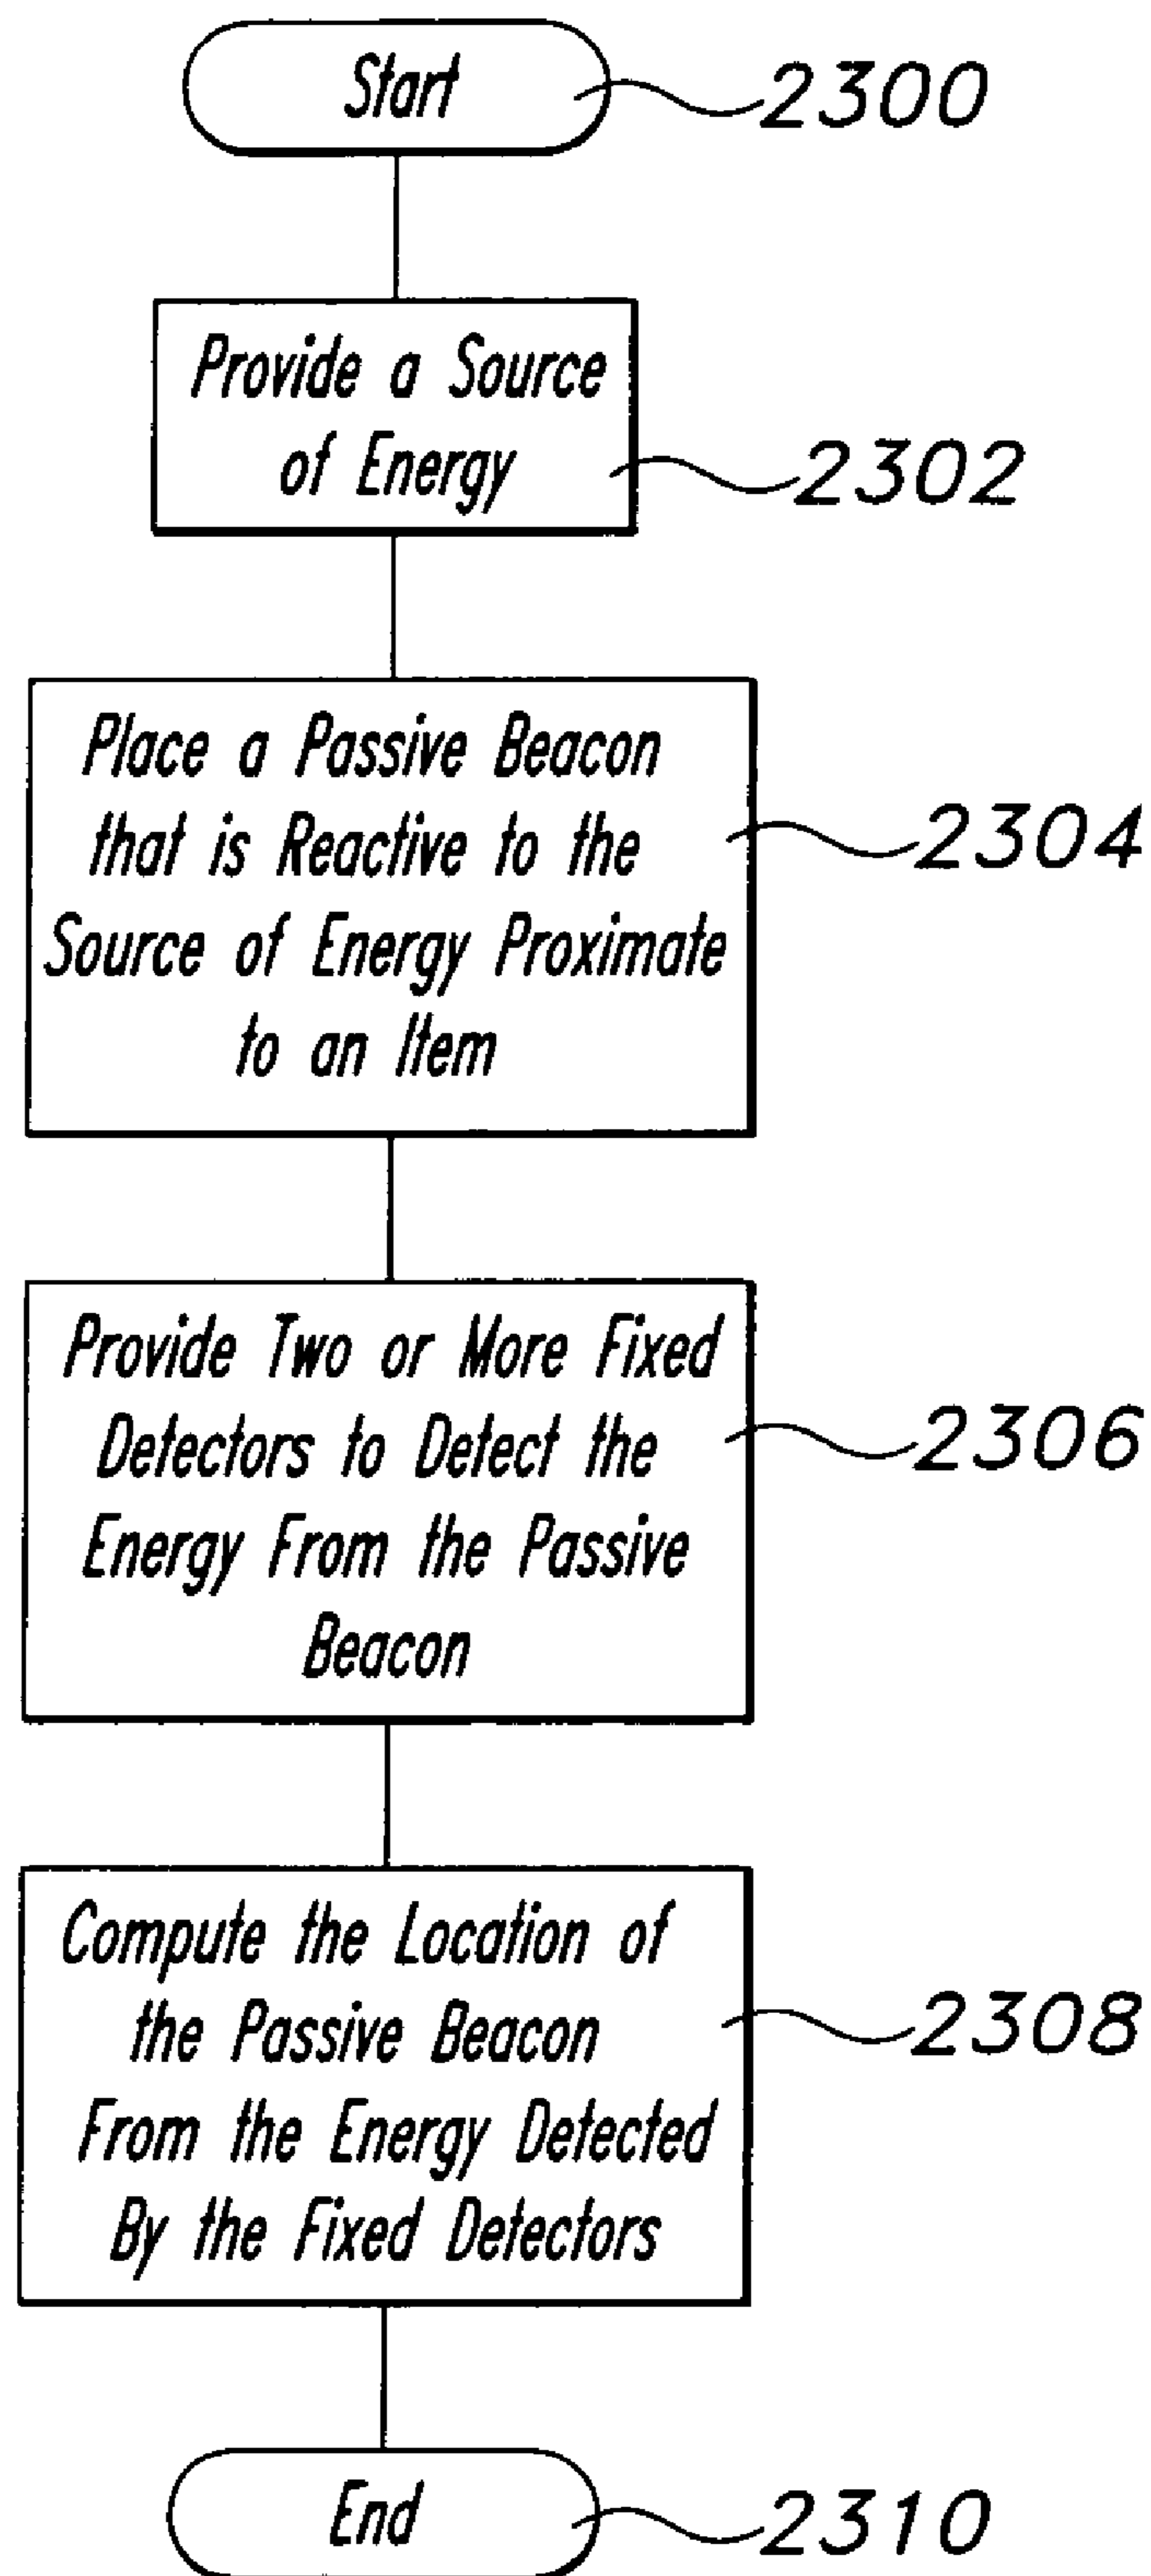 Start
2300
Provide a Source
of Energy
2302
Place a Passive Beacon
that is Reactive to the
Source of Energy Proximate
to an Item
2304
Provide Two or More Fixed
Detectors to Detect the
Energy From the Passive
Beacon
2306
Compute the Location of
the Passive Beacon
From the Energy Detected
By the Fixed Detectors
2308
End
2310